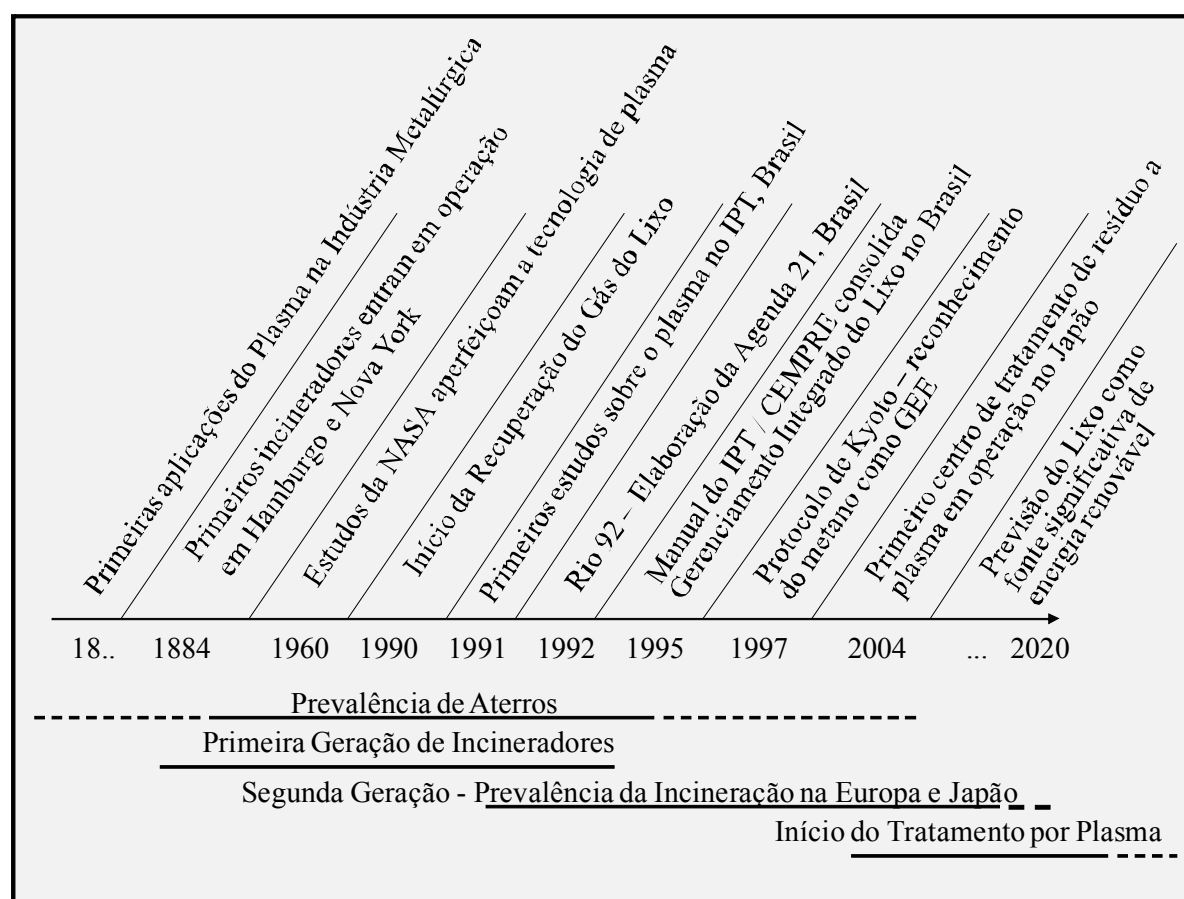 Primeiras aplicações do Plasma na Indústria Metalúrgica
Primeiros incineradores entram em operação
em Hamburgo e Nova York
Estudos da NASA aperfeiçoam a tecnologia de plasma
Início da Recuperação do Gás do Lixo
Primeiros estudos sobre o plasma no IPT, Brasil
Rio 92 – Elaboração da Agenda 21, Brasil
Manual do IPT / CEMPRE consolida
Gerenciamento Integrado do Lixo no Brasil
Protocolo de Kyoto – reconhecimento
do metano como GEE
Primeiro centro de tratamento de resíduo a
plasma em operação no Japão
Previsão do Lixo como
fonte significativa de
energia renovável
18.. 1884 1960 1990 1991 1992 1995 1997 2004 ... 2020
Prevalência de Aterros
Primeira Geração de Incineradores
Segunda Geração - Prevalência da Incineração na Europa e Japão
Início do Tratamento por Plasma